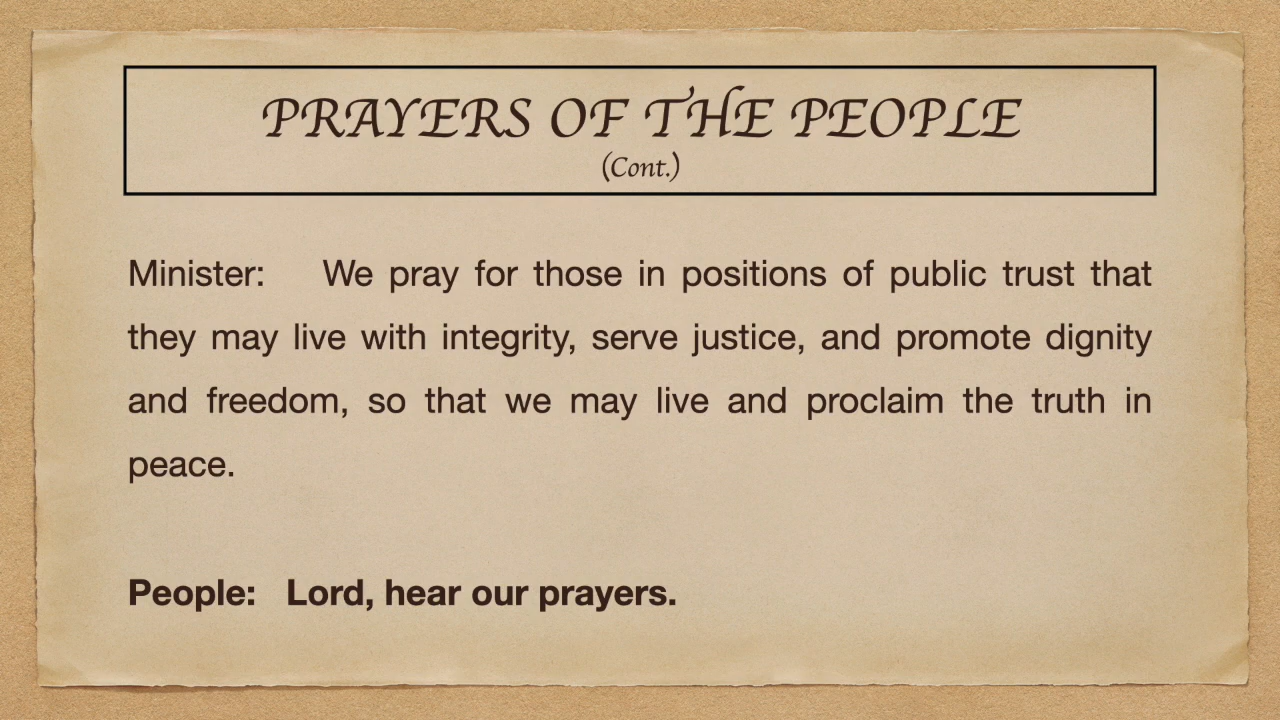 PRAYERS OF THE PEOPLE
(Cont.)
Minister: We pray for those in positions of public trust that
they may live with integrity, serve justice, and promote dignity
and freedom, so that we may live and proclaim the truth in
peace.
People: Lord, hear our prayers.